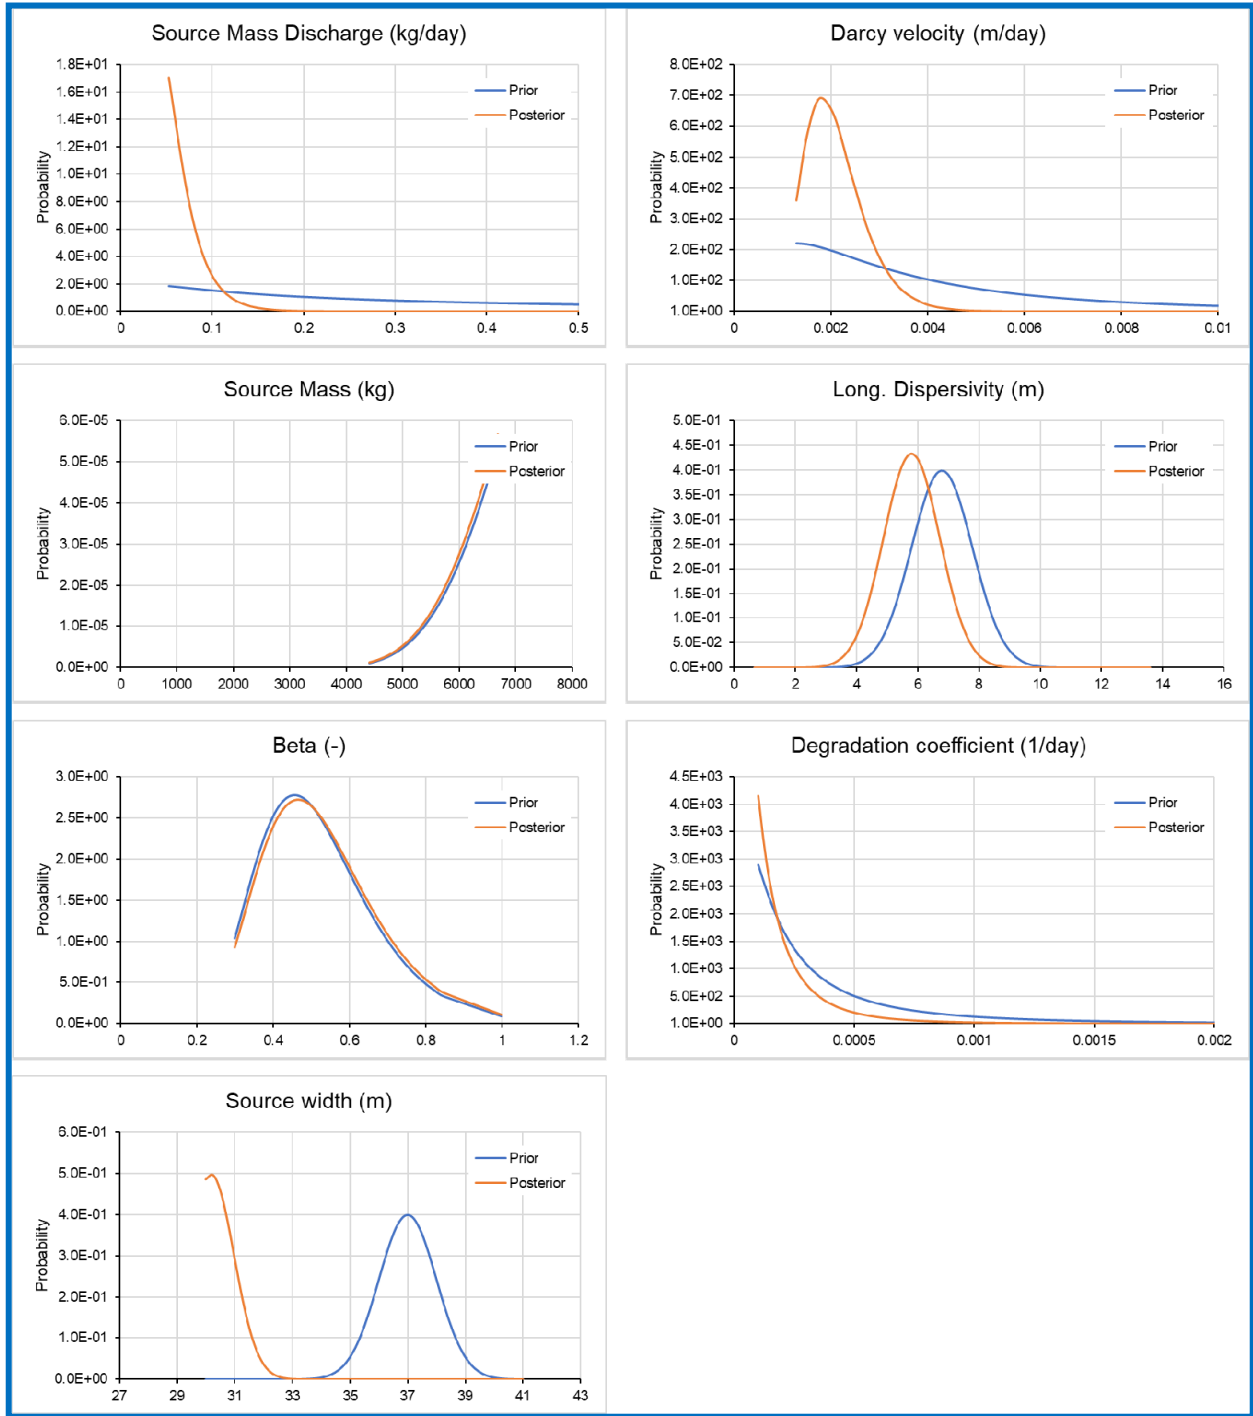 Source Mass Discharge (kg/day)
1.8E+01
1.6E+01
1.4E+01
1.2E+01
1.0E+01
8.0E+00
6.0E+00
4.0E+00
2.0E+00
0.0E+00
Probability
Prior
Posterior
0 0.1 0.2 0.3 0.4 0.5
Darcy velocity (m/day)
8.0E+02
7.0E+02
6.0E+02
5.0E+02
4.0E+02
3.0E+02
2.0E+02
1.0E+02
1.0E+00
Probability
Prior
Posterior
0 0.002 0.004 0.006 0.008 0.01
Source Mass (kg)
6.0E-05
5.0E-05
4.0E-05
3.0E-05
2.0E-05
1.0E-05
0.0E+00
Probability
Prior
Posterior
0 1000 2000 3000 4000 5000 6000 7000 8000
Long. Dispersivity (m)
5.0E-01
4.5E-01
4.0E-01
3.5E-01
3.0E-01
2.5E-01
2.0E-01
1.5E-01
1.0E-01
5.0E-02
0.0E+00
Probability
Prior
Posterior
0 2 4 6 8 10 12 14 16
Beta (-)
3.0E+00
2.5E+00
2.0E+00
1.5E+00
1.0E+00
5.0E-01
0.0E+00
Probability
Prior
Posterior
0 0.2 0.4 0.6 0.8 1 1.2
Degradation coefficient (1/day)
4.5E+03
4.0E+03
3.5E+03
3.0E+03
2.5E+03
2.0E+03
1.5E+03
1.0E+03
5.0E+02
1.0E+00
Probability
Prior
Posterior
0 0.0005 0.001 0.0015 0.002
Source width (m)
6.0E-01
5.0E-01
4.0E-01
3.0E-01
2.0E-01
1.0E-01
0.0E+00
Probability
Prior
Posterior
27 29 31 33 35 37 39 41 43